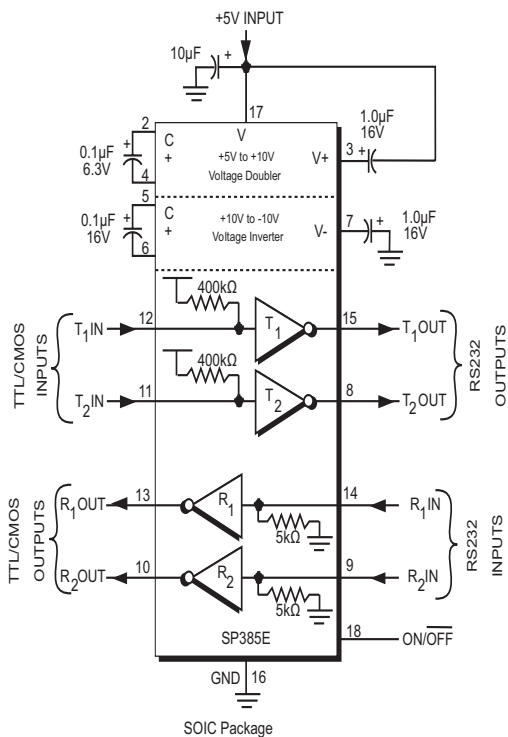 +5V INPUT
10µF +
17
V
2
C
+
0.1µF
6.3V
+
4
+5V to +10V
Voltage Doubler
V+
3
+
1.0µF
16V
5
C
+
0.1µF
16V
+
6
+10V to -10V
Voltage Inverter
V-
7
+
1.0µF
16V
400kΩ
T1IN
12
T1
15
T1OUT
400kΩ
T2IN
11
T2
8
T2OUT
TTL/CMOS
INPUTS
RS232
OUTPUTS
R1OUT
13
R1
14
R1IN
5kΩ
R2OUT
10
R2
9
R2IN
5kΩ
TTL/CMOS
OUTPUTS
RS232
INPUTS
SP385E
18
ON/OFF
GND
16
SOIC Package